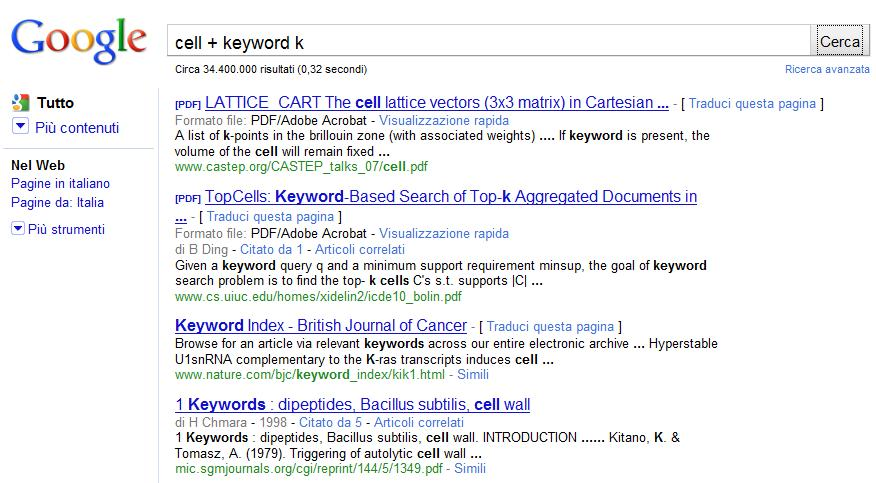 Google
cell + keyword k
Cerca
Circa 34.400.000 risultati (0,32 secondi)
Ricerca avanzata
Tutto
Più contenuti
Nel Web
Pagine in italiano
Pagine da: Italia
Più strumenti
[PDF] LATTICE_CART The cell lattice vectors (3x3 matrix) in Cartesian ... - [ Traduci questa pagina ]
Formato file: PDF/Adobe Acrobat - Visualizzazione rapida
A list of k-points in the brillouin zone (with associated weights) .... If keyword is present, the
volume of the cell will remain fixed ...
www.castep.org/CASTEP_talks_07/cell.pdf
[PDF] TopCells: Keyword-Based Search of Top-k Aggregated Documents in
... - [ Traduci questa pagina ]
Formato file: PDF/Adobe Acrobat - Visualizzazione rapida
di B Ding - Citato da 1 - Articoli correlati
Given a keyword query q and a minimum support requirement minsup, the goal of keyword
search problem is to find the top- k cells C's s.t. supports |C| ...
www.cs.uiuc.edu/homes/xidelin2/icde10_bolin.pdf
Keyword Index - British Journal of Cancer - [ Traduci questa pagina ]
Browse for an article via relevant keywords across our entire electronic archive ... Hyperstable
U1snRNA complementary to the K-ras transcripts induces cell ...
www.nature.com/bjc/keyword_index/kik1.html - Simili
1 Keywords : dipeptides, Bacillus subtilis, cell wall
di H Chmara - 1998 - Citato da 5 - Articoli correlati
1 Keywords : dipeptides, Bacillus subtilis, cell wall. INTRODUCTION ...... Kitano, K. &
Tomasz, A. (1979). Triggering of autolytic cell wall ...
mic.sgmjournals.org/cgi/reprint/144/5/1349.pdf - Simili